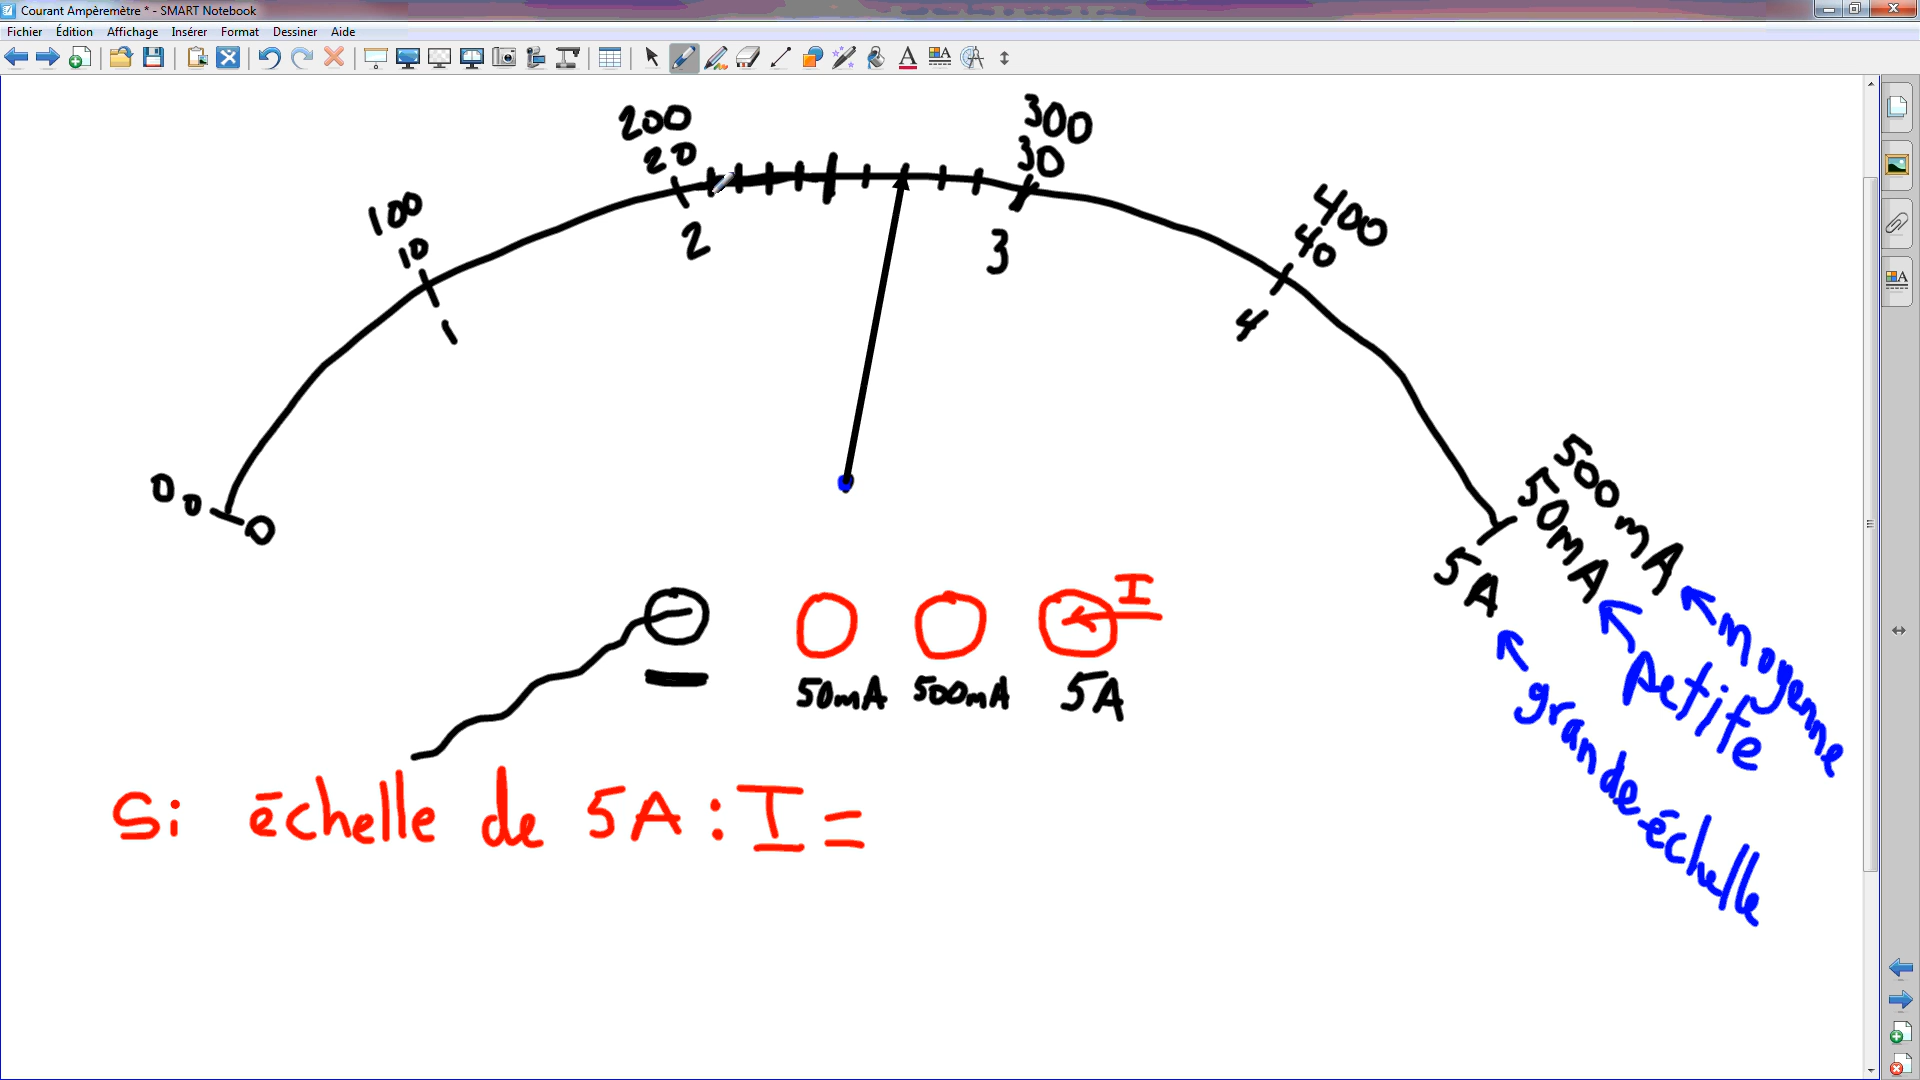 Courant Ampèremètre * - SMART Notebook
Fichier Édition Affichage Insérer Format Dessiner Aide
200 300
20 30
100 400
10 40
2 3
1 4
0 0 0
500mA
50mA
5A
I
50mA 500mA 5A
moyenne
petite
grande échelle
Si échelle de 5A : I =